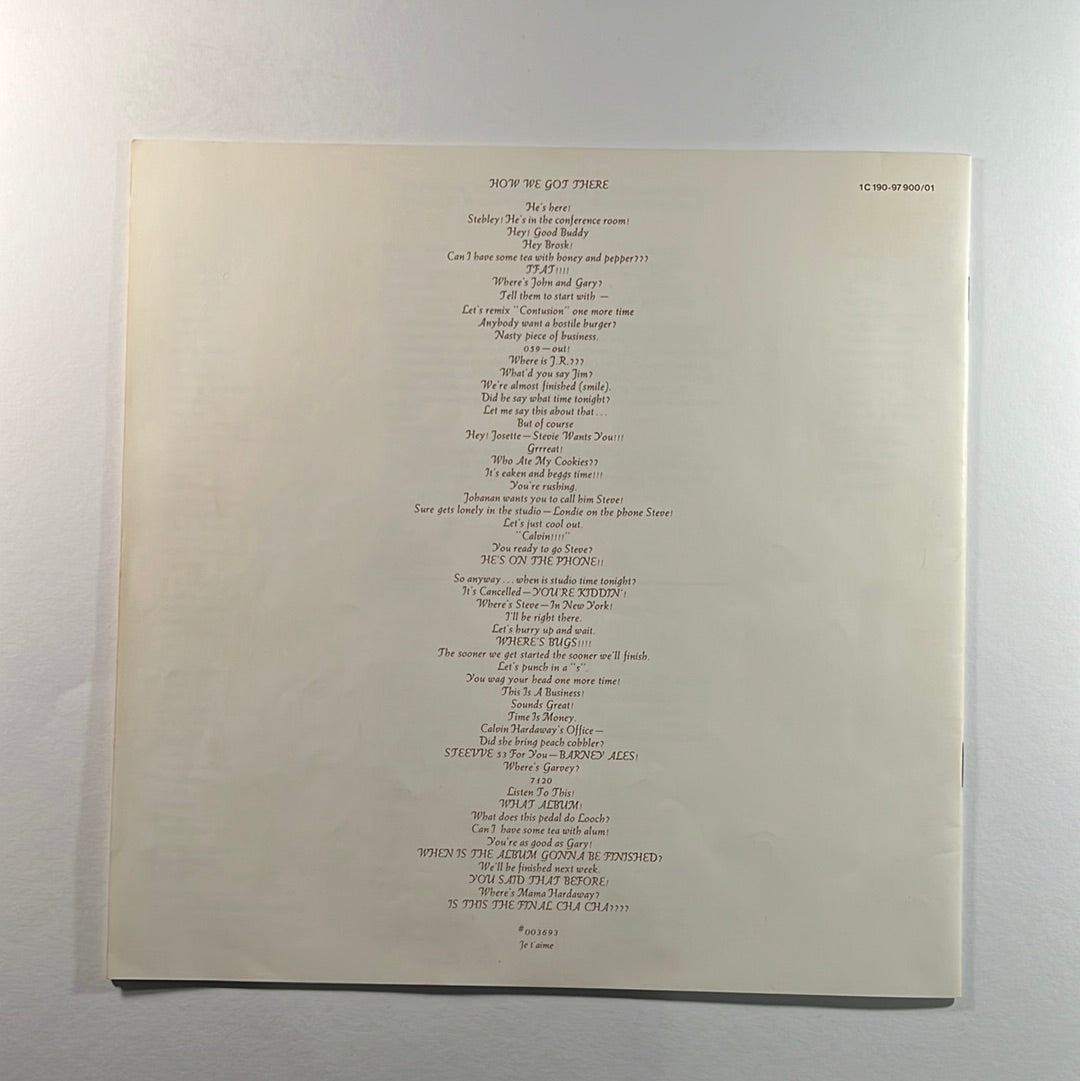 HOW WE GOT THERE
1C 190-97 900/01
He's here!
Stebley! He's in the conference room!
Hey! Good Buddy
Hey Brosk!
Can I have some tea with honey and pepper???
TFAT!!!!
Where's John and Gary?
Tell them to start with —
Let's remix "Contusion" one more time
Anybody want a hostile burger?
Nasty piece of business.
039 — out!
Where is J.R.???
What'd you say Jim?
We're almost finished (smile).
Did he say what time tonight?
Let me say this about that...
But of course
Hey! Josette — Stevie Wants You!!!
Grrreat!
Who Ate My Cookies??
It's eaken and beggs time!!!
You're rushing.
Johanan wants you to call him Steve!
Sure gets lonely in the studio — Londie on the phone Steve!
Let's just cool out.
"Calvin!!!!"
You ready to go Steve?
HE'S ON THE PHONE!!
So anyway... when is studio time tonight?
It's Cancelled — YOU'RE KIDDIN'!
Where's Steve — In New York!
I'll be right there.
Let's hurry up and wait.
WHERE'S BUGS!!!!
The sooner we get started the sooner we'll finish.
Let's punch in a "s".
You wag your head one more time!
This Is A Business!
Sounds Great!
Time Is Money.
Calvin Hardaway's Office —
Did she bring peach cobbler?
STEEVVE 53 For You — BARNEY ALES!
Where's Garvey?
7120
Listen To This!
WHAT ALBUM!
What does this pedal do Looch?
Can I have some tea with alum!
You're as good as Gary!
WHEN IS THE ALBUM GONNA BE FINISHED?
We'll be finished next week.
YOU SAID THAT BEFORE!
Where's Mama Hardaway?
IS THIS THE FINAL CHA CHA????
#003693
Je t'aime